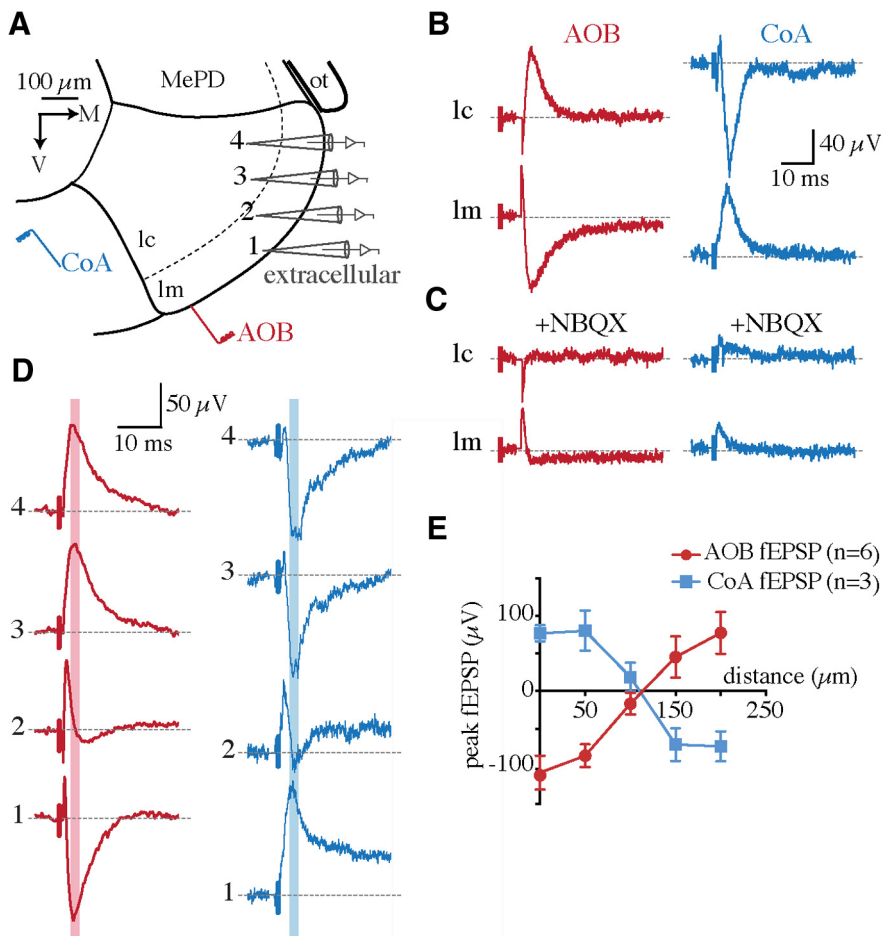 A
100 µm
MePD
ot
M
V
4
3
2
1
lc
lm
CoA
extracellular
AOB
B
AOB
CoA
lc
lm
40 µV
10 ms
C
+NBQX
+NBQX
lc
lm
D
50 µV
10 ms
4
3
2
1
4
3
2
1
E
AOB fEPSP (n=6)
CoA fEPSP (n=3)
peak fEPSP (µV)
100
0
-100
distance (µm)
50
150
250